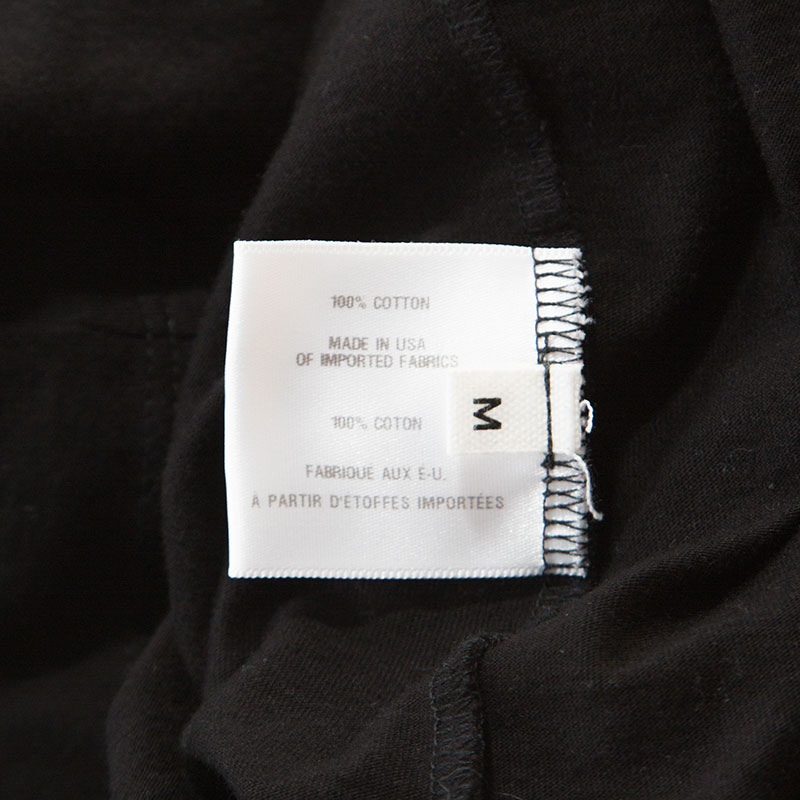 100% COTTON
MADE IN USA
OF IMPORTED FABRICS
M
100% COTON
FABRIQUE AUX E-U.
À PARTIR D'ETOFFES IMPORTÉES